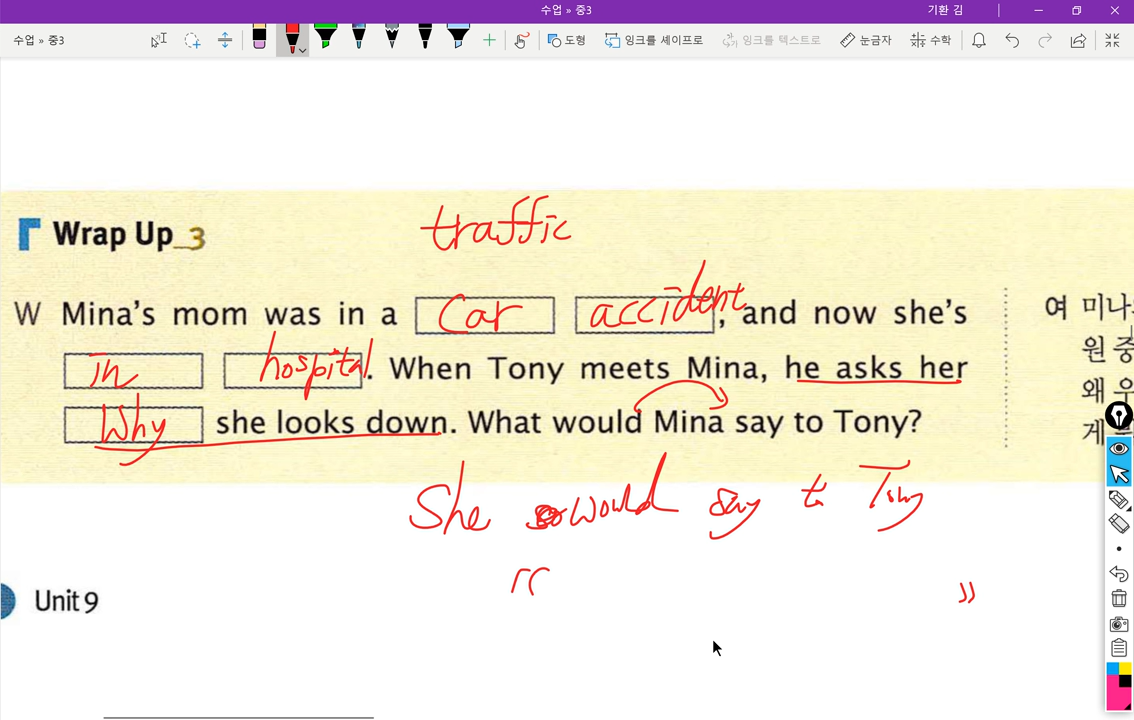 수업 » 중3
기환 김
수업 » 중3
도형
잉크를 셰이프로
잉크를 텍스트로
눈금자
수학
Wrap Up_3
traffic
W Mina's mom was in a Car accident, and now she's
in hospital. When Tony meets Mina, he asks her
Why she looks down. What would Mina say to Tony?
She would say to Tony
“ ”
여 미나
원 중
왜 우
게
Unit 9